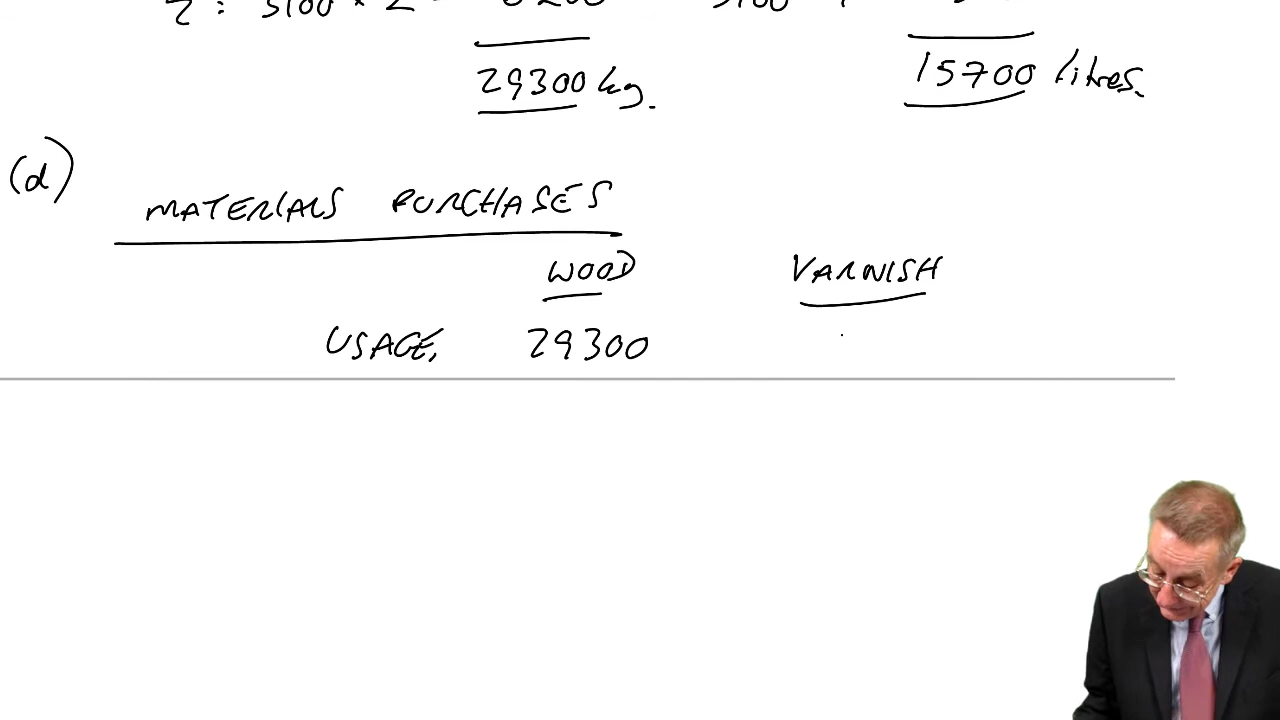 29300 kg. 15700 litres.
(d)
MATERIALS PURCHASES
WOOD VARNISH
USAGE, 29300